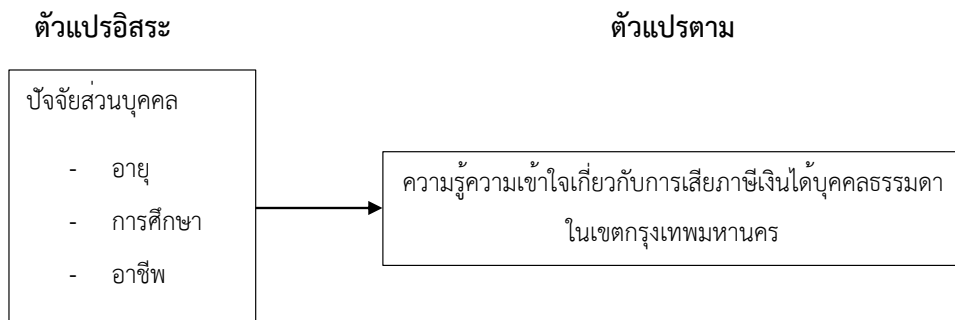 ตัวแปรอิสระ
ตัวแปรตาม
ปัจจัยส่วนบุคคล
- อายุ
- การศึกษา
- อาชีพ
ความรู้ความเข้าใจเกี่ยวกับการเสียภาษีเงินได้บุคคลธรรมดา
ในเขตกรุงเทพมหานคร